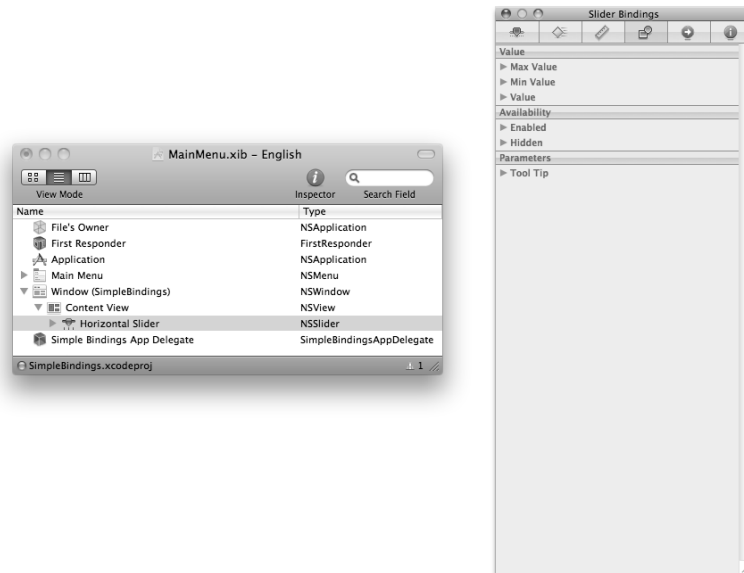 Slider Bindings
Value
Max Value
Min Value
Value
Availability
Enabled
Hidden
Parameters
Tool Tip
MainMenu.xib – English
View Mode
Inspector Search Field
Name Type
File's Owner NSApplication
First Responder FirstResponder
Application NSApplication
Main Menu NSMenu
Window (SimpleBindings) NSWindow
Content View NSView
Horizontal Slider NSSlider
Simple Bindings App Delegate SimpleBindingsAppDelegate
SimpleBindings.xcodeproj 1